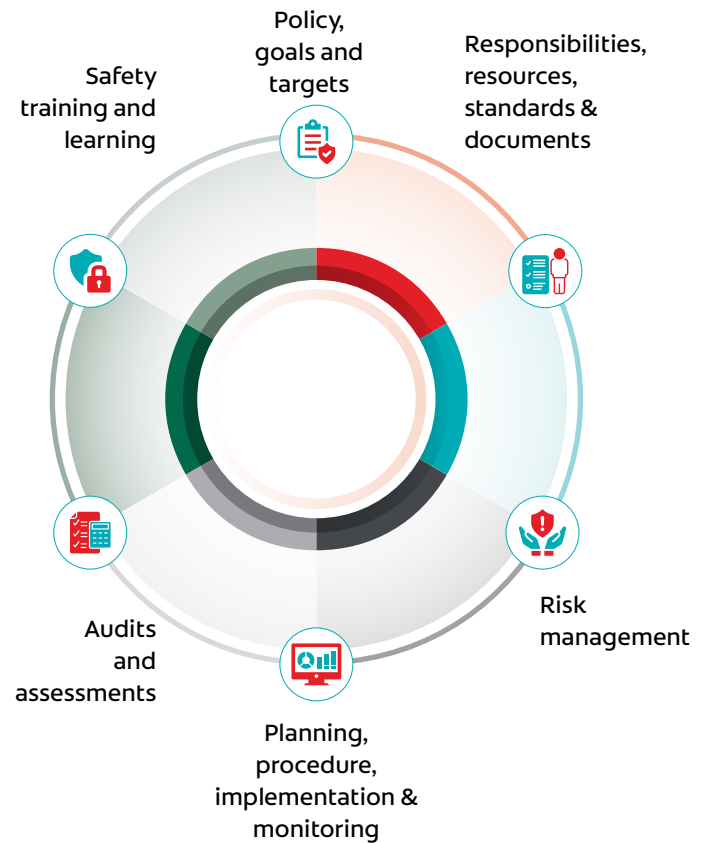 Policy,
goals and
targets
Responsibilities,
resources,
standards &
documents
Risk
management
Planning,
procedure,
implementation &
monitoring
Audits
and
assessments
Safety
training and
learning